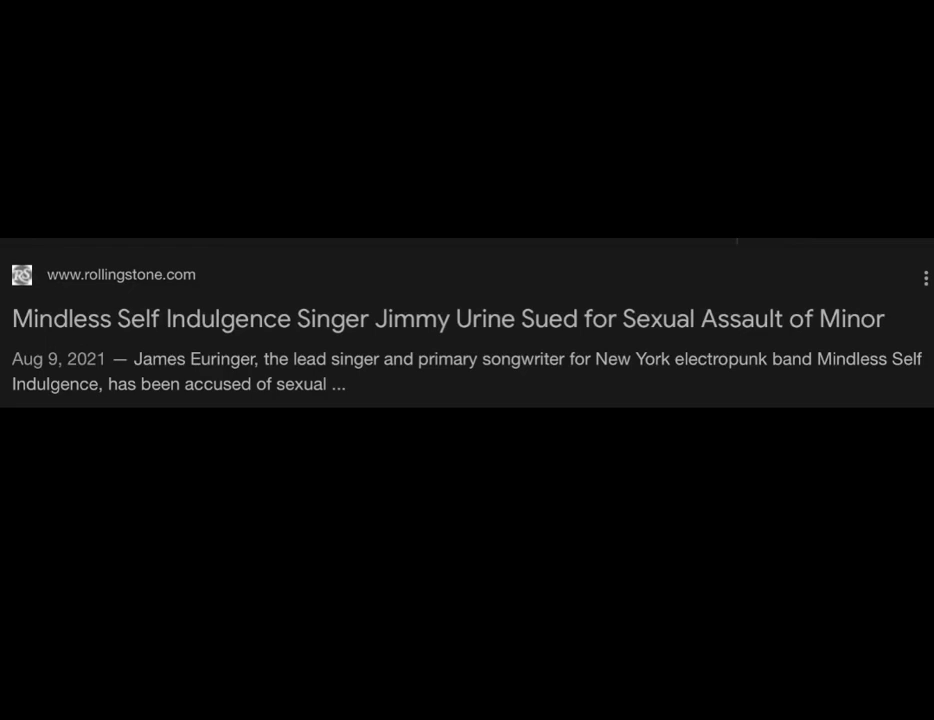 RS www.rollingstone.com
Mindless Self Indulgence Singer Jimmy Urine Sued for Sexual Assault of Minor
Aug 9, 2021 — James Euringer, the lead singer and primary songwriter for New York electropunk band Mindless Self
Indulgence, has been accused of sexual ...